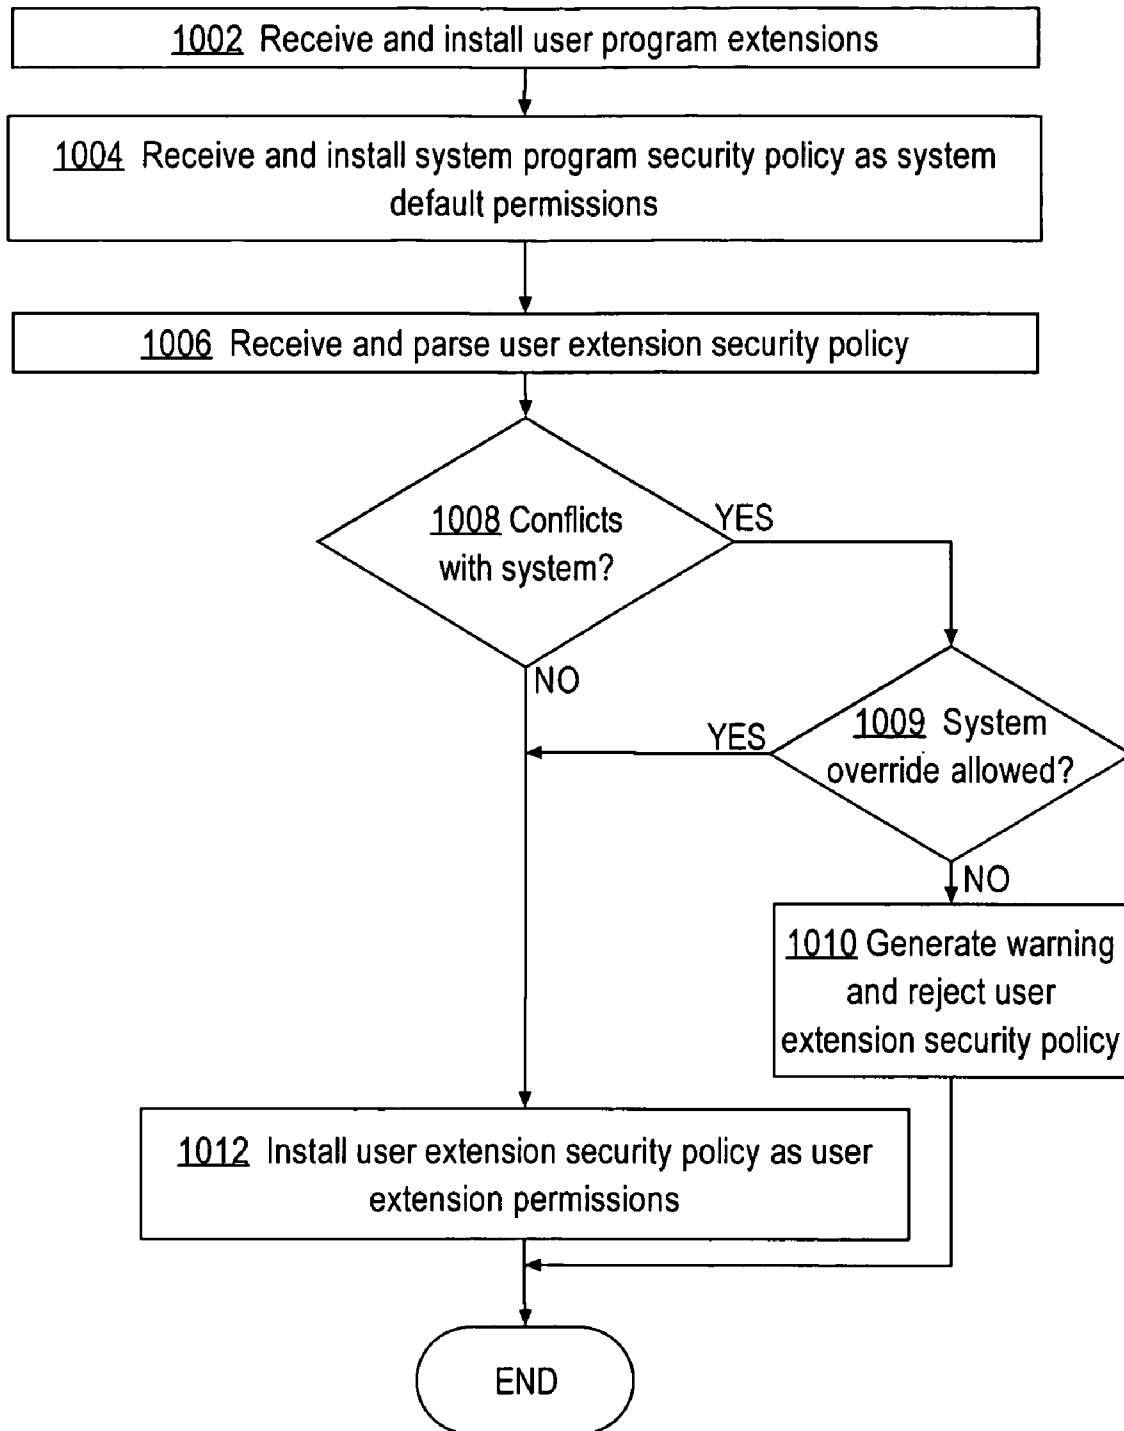 1002 Receive and install user program extensions
1004 Receive and install system program security policy as system
default permissions
1006 Receive and parse user extension security policy
1008 Conflicts
with system?
YES
NO
1009 System
override allowed?
YES
NO
1010 Generate warning
and reject user
extension security policy
1012 Install user extension security policy as user
extension permissions
END